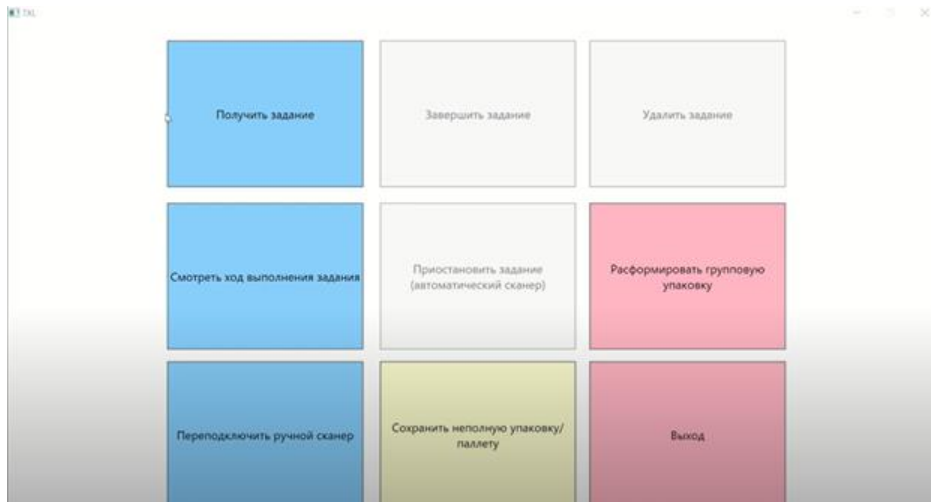 TXL
Получить задание
Завершить задание
Удалить задание
Смотреть ход выполнения задания
Приостановить задание
(автоматический сканер)
Расформировать групповую
упаковку
Переподключить ручной сканер
Сохранить неполную упаковку/
паллету
Выход